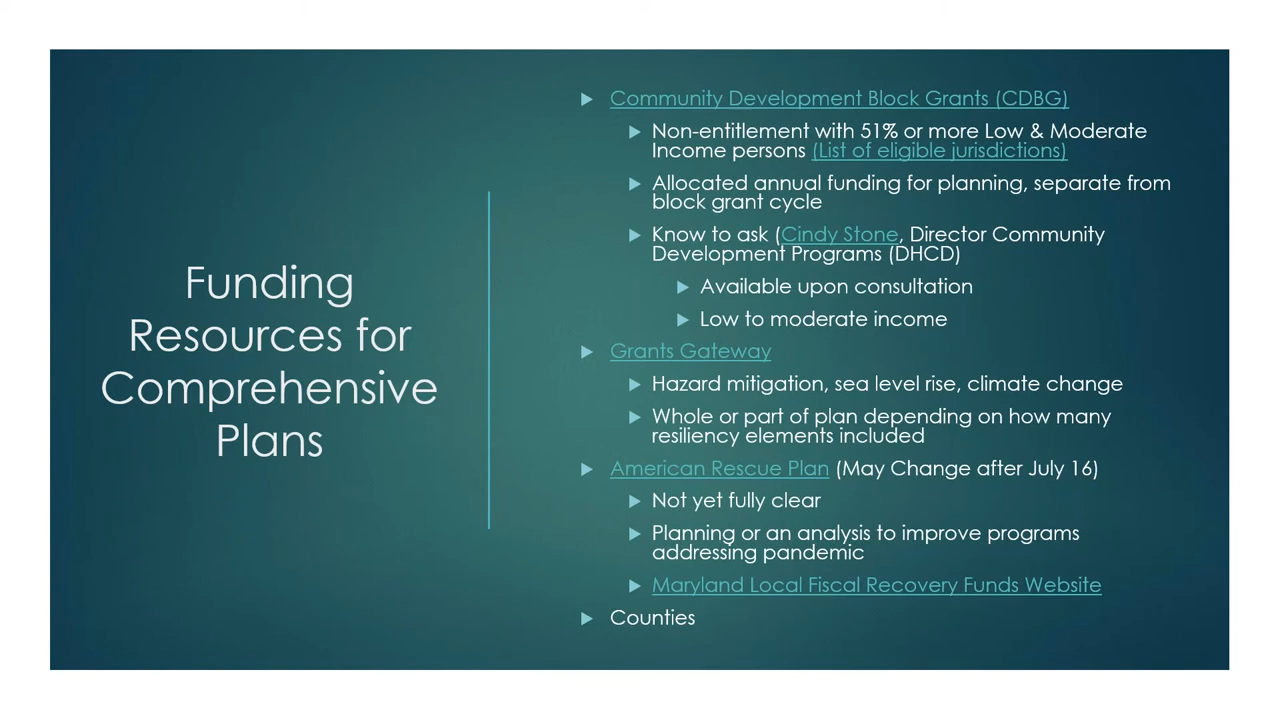 Funding
Resources for
Comprehensive
Plans
Community Development Block Grants (CDBG)
Non-entitlement with 51% or more Low & Moderate
Income persons (List of eligible jurisdictions)
Allocated annual funding for planning, separate from
block grant cycle
Know to ask (Cindy Stone, Director Community
Development Programs (DHCD)
Available upon consultation
Low to moderate income
Grants Gateway
Hazard mitigation, sea level rise, climate change
Whole or part of plan depending on how many
resiliency elements included
American Rescue Plan (May Change after July 16)
Not yet fully clear
Planning or an analysis to improve programs
addressing pandemic
Maryland Local Fiscal Recovery Funds Website
Counties